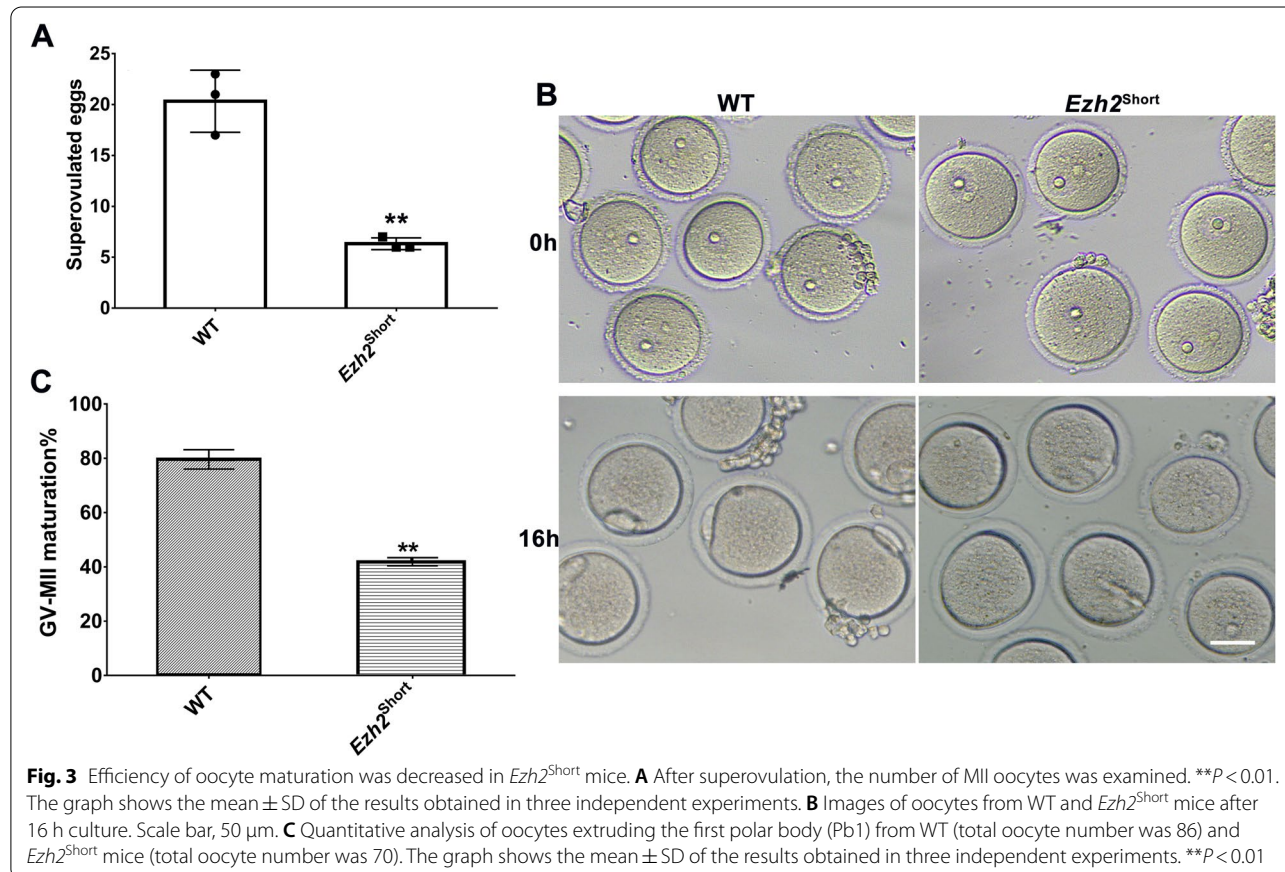 A
25
20
15
10
5
0
Superovulated eggs
**
WT
Ezh2Short
B
WT
Ezh2Short
0h
16h
C
100
80
60
40
20
0
GV-MII maturation%
**
WT
Ezh2Short
Fig. 3 Efficiency of oocyte maturation was decreased in Ezh2Short mice. A After superovulation, the number of MII oocytes was examined. **P < 0.01.
The graph shows the mean ± SD of the results obtained in three independent experiments. B Images of oocytes from WT and Ezh2Short mice after
16 h culture. Scale bar, 50 μm. C Quantitative analysis of oocytes extruding the first polar body (Pb1) from WT (total oocyte number was 86) and
Ezh2Short mice (total oocyte number was 70). The graph shows the mean ± SD of the results obtained in three independent experiments. **P < 0.01